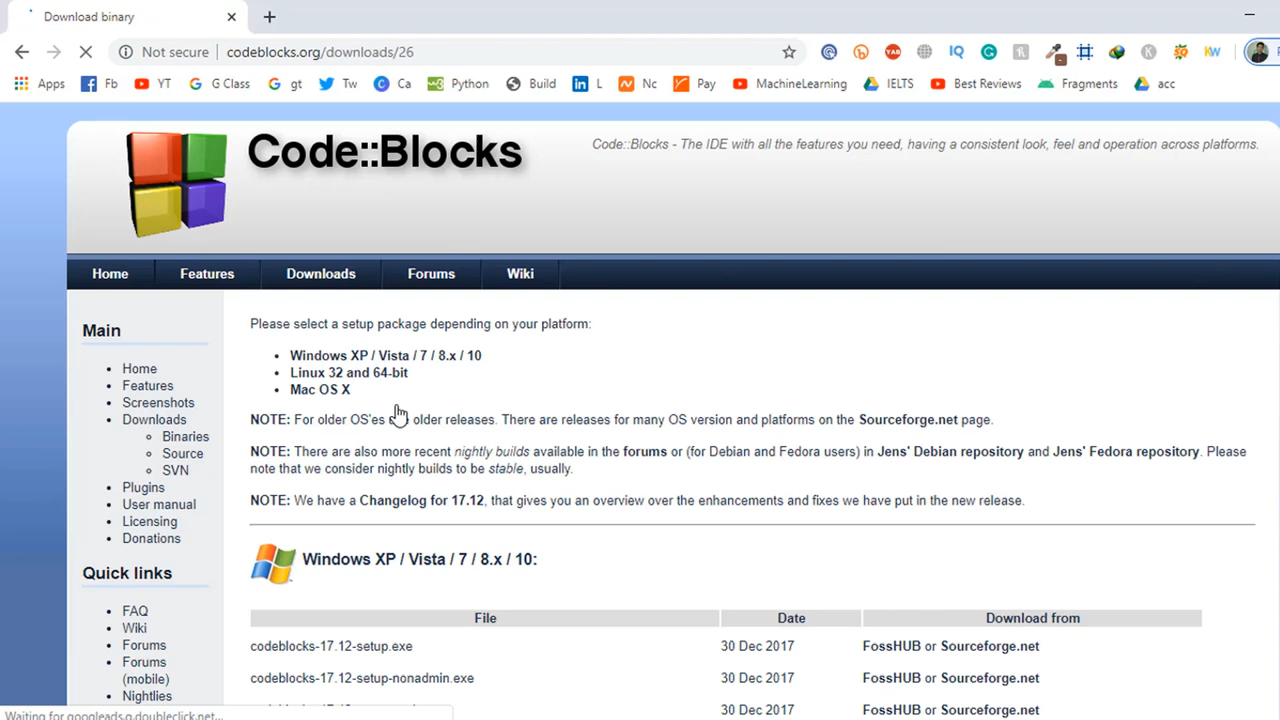 Download binary
Not secure codeblocks.org/downloads/26
Apps Fb YT G Class gt Tw Ca Python Build L Nc Pay MachineLearning IELTS Best Reviews Fragments acc
Code::Blocks
Code::Blocks - The IDE with all the features you need, having a consistent look, feel and operation across platforms.
Home Features Downloads Forums Wiki
Main
Home
Features
Screenshots
Downloads
Binaries
Source
SVN
Plugins
User manual
Licensing
Donations
Quick links
FAQ
Wiki
Forums
Forums
(mobile)
Nightlies
Please select a setup package depending on your platform:
Windows XP / Vista / 7 / 8.x / 10
Linux 32 and 64-bit
Mac OS X
NOTE: For older OS'es older releases. There are releases for many OS version and platforms on the Sourceforge.net page.
NOTE: There are also more recent nightly builds available in the forums or (for Debian and Fedora users) in Jens' Debian repository and Jens' Fedora repository. Please
note that we consider nightly builds to be stable, usually.
NOTE: We have a Changelog for 17.12, that gives you an overview over the enhancements and fixes we have put in the new release.
Windows XP / Vista / 7 / 8.x / 10:
File Date Download from
codeblocks-17.12-setup.exe 30 Dec 2017 FossHUB or Sourceforge.net
codeblocks-17.12-setup-nonadmin.exe 30 Dec 2017 FossHUB or Sourceforge.net
30 Dec 2017 FossHUB or Sourceforge.net
Waiting for googleads.g.doubleclick.net...